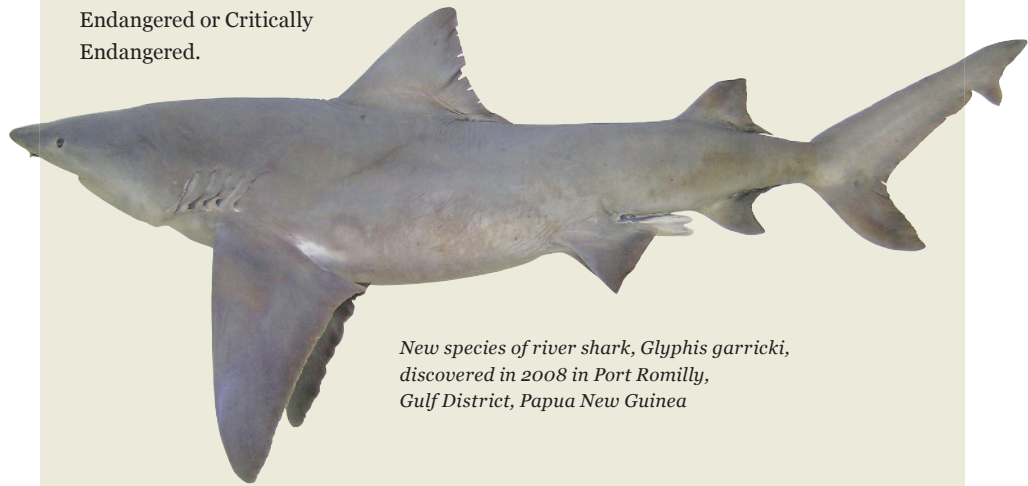 Endangered or Critically
Endangered.
New species of river shark, Glyphis garricki,
discovered in 2008 in Port Romilly,
Gulf District, Papua New Guinea